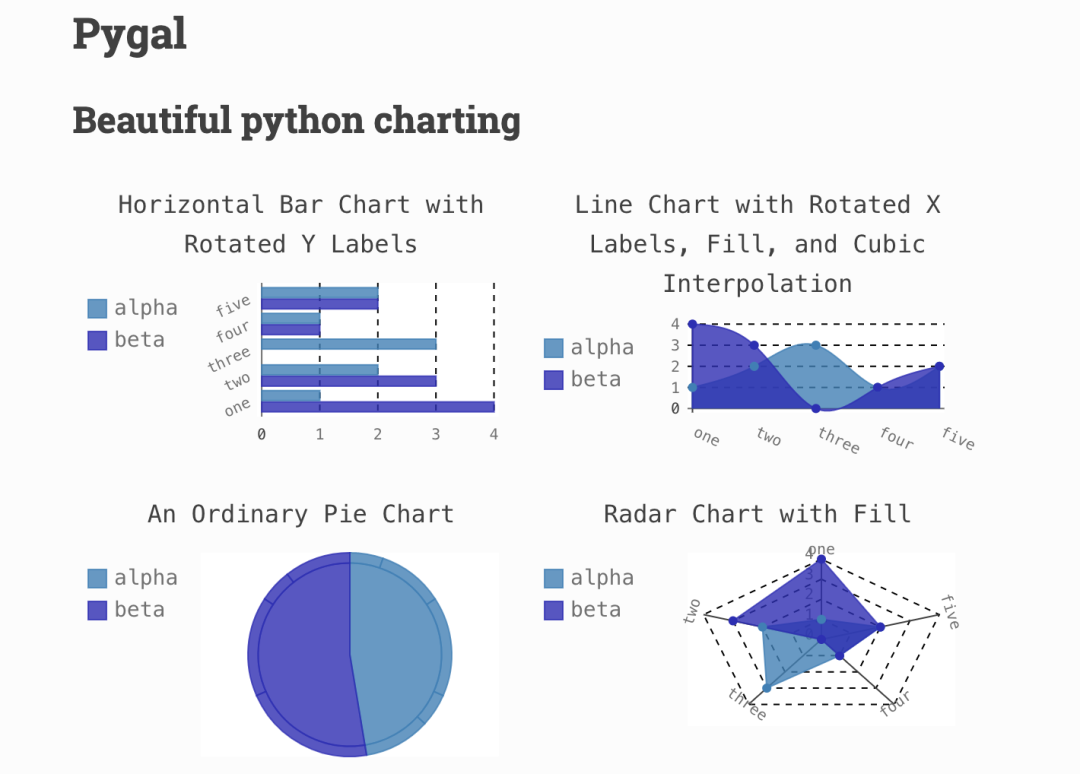 Pygal
Beautiful python charting
Horizontal Bar Chart with
Rotated Y Labels
alpha
beta
five
four
three
two
one
0 1 2 3 4
Line Chart with Rotated X
Labels, Fill, and Cubic
Interpolation
alpha
beta
4
3
2
1
0
one two three four five
An Ordinary Pie Chart
alpha
beta
Radar Chart with Fill
alpha
beta
one
4
3
2
1
two
five
three
four